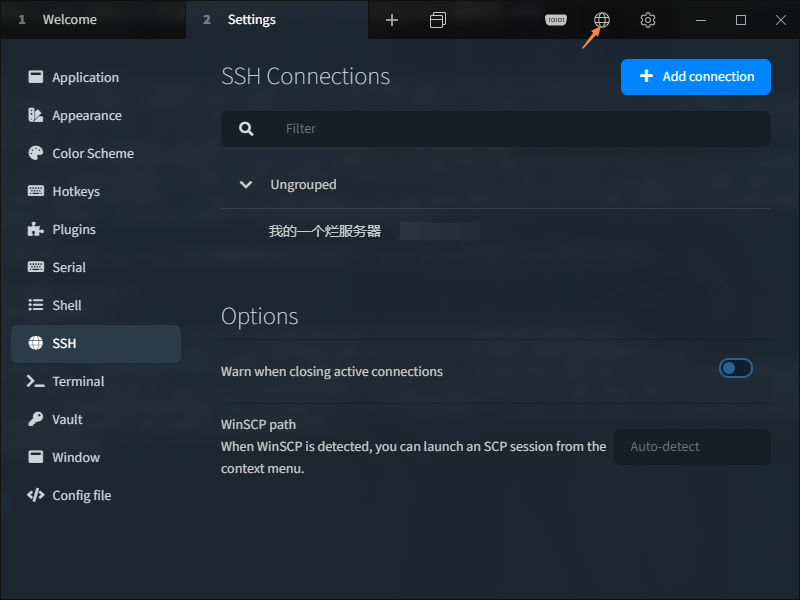 1 Welcome
2 Settings
Application
Appearance
Color Scheme
Hotkeys
Plugins
Serial
Shell
SSH
Terminal
Vault
Window
Config file
SSH Connections
Add connection
Filter
Ungrouped
我的一个烂服务器
Options
Warn when closing active connections
WinSCP path
When WinSCP is detected, you can launch an SCP session from the
context menu.
Auto-detect